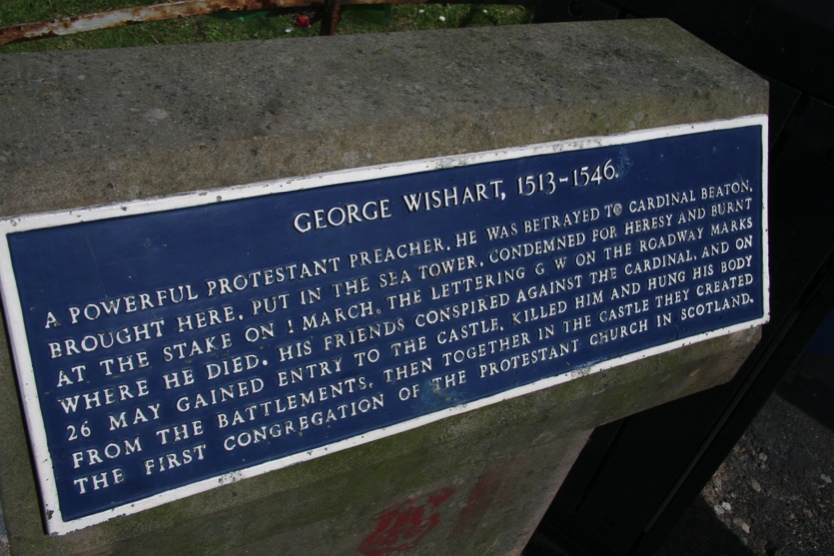 GEORGE WISHART, 1513-1546.
A POWERFUL PROTESTANT PREACHER. HE WAS BETRAYED TO CARDINAL BEATON,
BROUGHT HERE, PUT IN THE SEA TOWER, CONDEMNED FOR HERESY AND BURNT
AT THE STAKE ON 1 MARCH. THE LETTERING G W ON THE ROADWAY MARKS
WHERE HE DIED. HIS FRIENDS CONSPIRED AGAINST THE CARDINAL, AND ON
26 MAY GAINED ENTRY TO THE CASTLE, KILLED HIM AND HUNG HIS BODY
FROM THE BATTLEMENTS. THEN TOGETHER IN THE CASTLE THEY CREATED
THE FIRST CONGREGATION OF THE PROTESTANT CHURCH IN SCOTLAND.